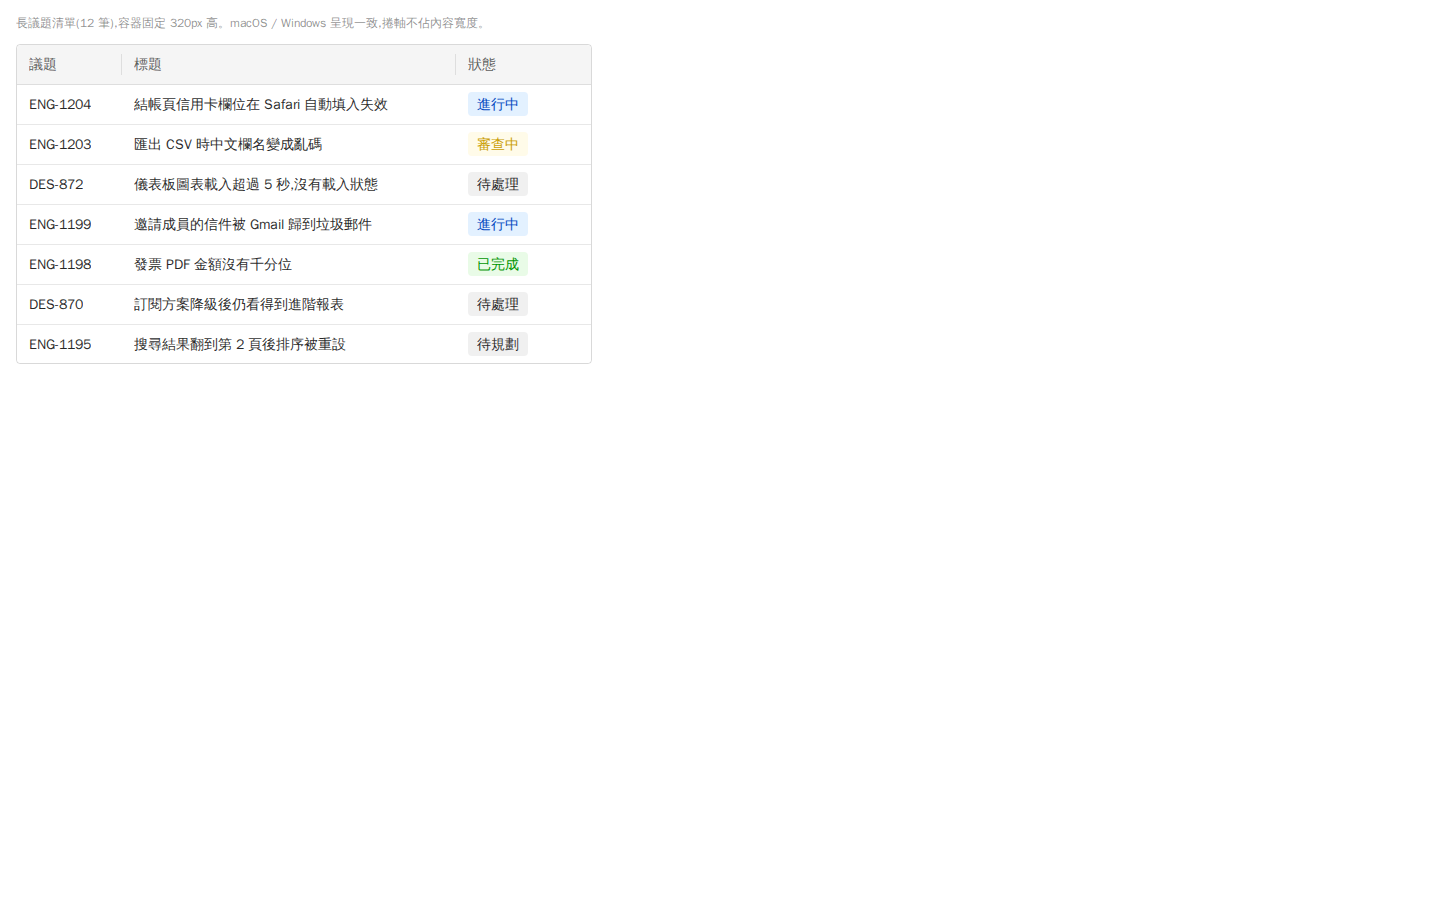 長議題清單(12 筆),容器固定 320px 高。macOS / Windows 呈現一致,捲軸不佔內容寬度。
議題 標題 狀態
ENG-1204 結帳頁信用卡欄位在 Safari 自動填入失效 進行中
ENG-1203 匯出 CSV 時中文欄名變成亂碼 審查中
DES-872 儀表板圖表載入超過 5 秒,沒有載入狀態 待處理
ENG-1199 邀請成員的信件被 Gmail 歸到垃圾郵件 進行中
ENG-1198 發票 PDF 金額沒有千分位 已完成
DES-870 訂閱方案降級後仍看得到進階報表 待處理
ENG-1195 搜尋結果翻到第 2 頁後排序被重設 待規劃